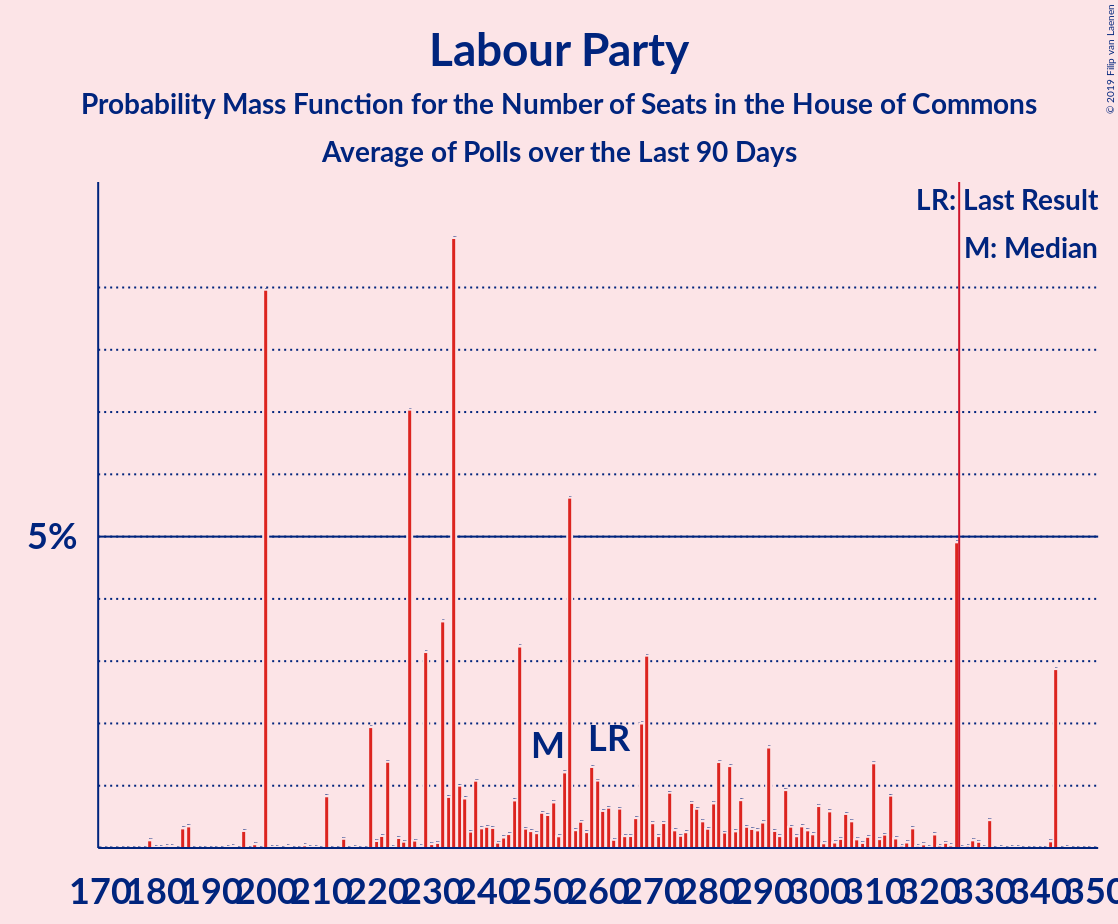 Labour Party
Probability Mass Function for the Number of Seats in the House of Commons
Average of Polls over the Last 90 Days
© 2019 Filip van Laenen
LR: Last Result
M: Median
5%
M LR
170 180 190 200 210 220 230 240 250 260 270 280 290 300 310 320 330 340 350